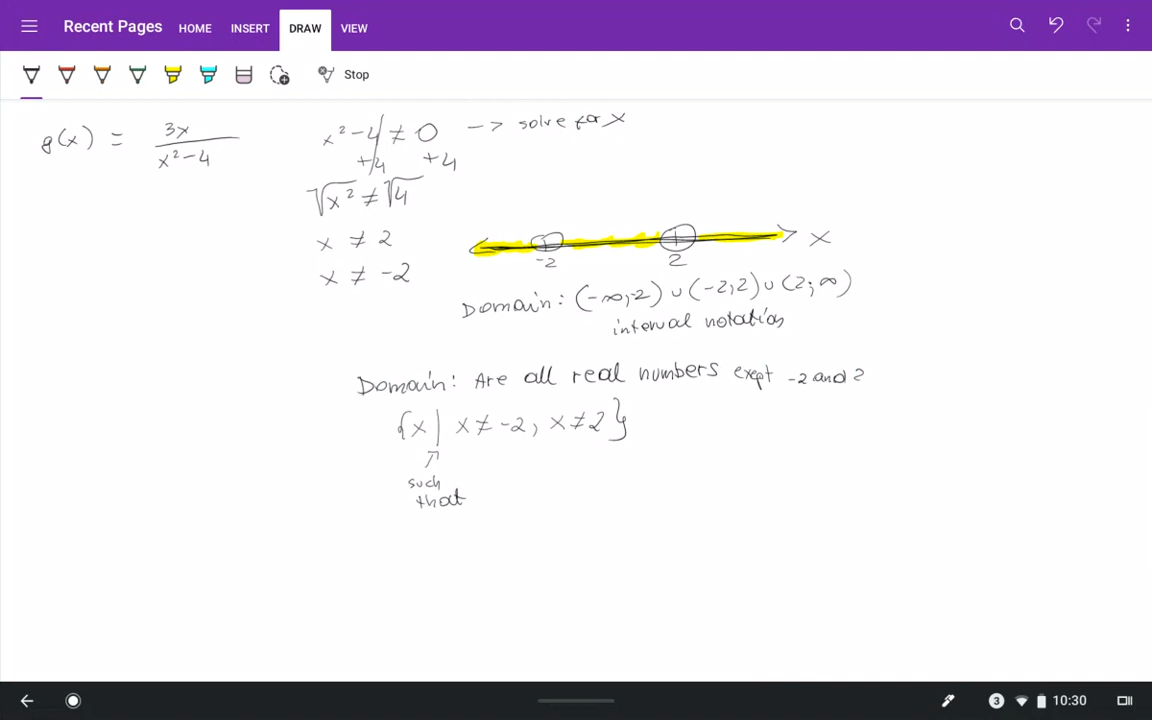 Recent Pages HOME INSERT DRAW VIEW
Stop
g(x) = 3x / x² - 4
x² - 4 ≠ 0 -> solve for x
+4 +4
√x² ≠ √4
x ≠ 2
x ≠ -2
-2 2 x
Domain: (-∞,-2) ∪ (-2;2) ∪ (2;∞)
interval notation
Domain: Are all real numbers exept -2 and 2
{x | x ≠ -2, x ≠ 2}
such
that
3 10:30